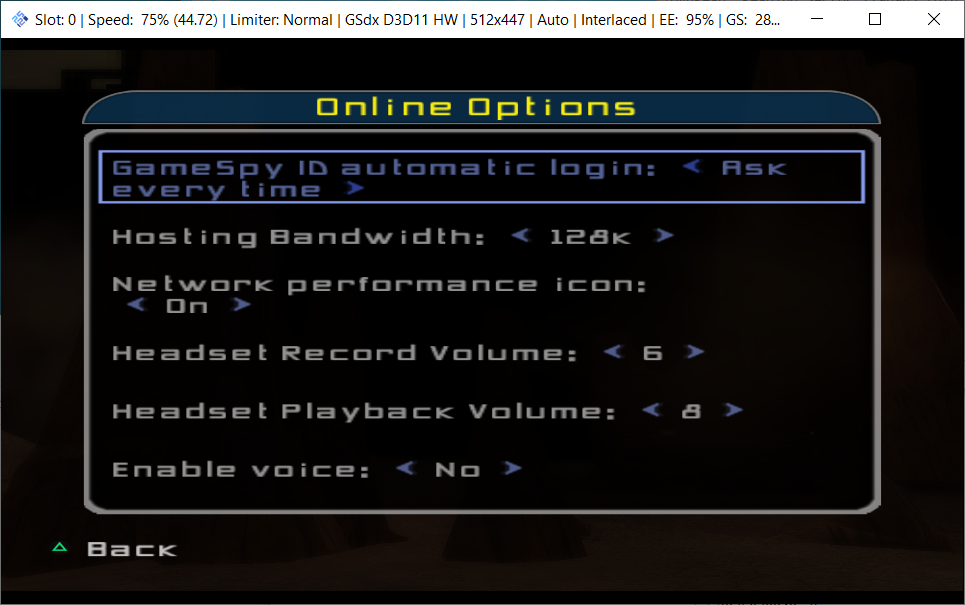 Slot: 0 | Speed: 75% (44.72) | Limiter: Normal | GSdx D3D11 HW | 512x447 | Auto | Interlaced | EE: 95% | GS: 28...
Online Options
GameSpy ID automatic login: < Ask
every time >
Hosting Bandwidth: < 128k >
Network performance icon:
< On >
Headset Record Volume: < 6 >
Headset Playback Volume: < 8 >
Enable voice: < No >
Back